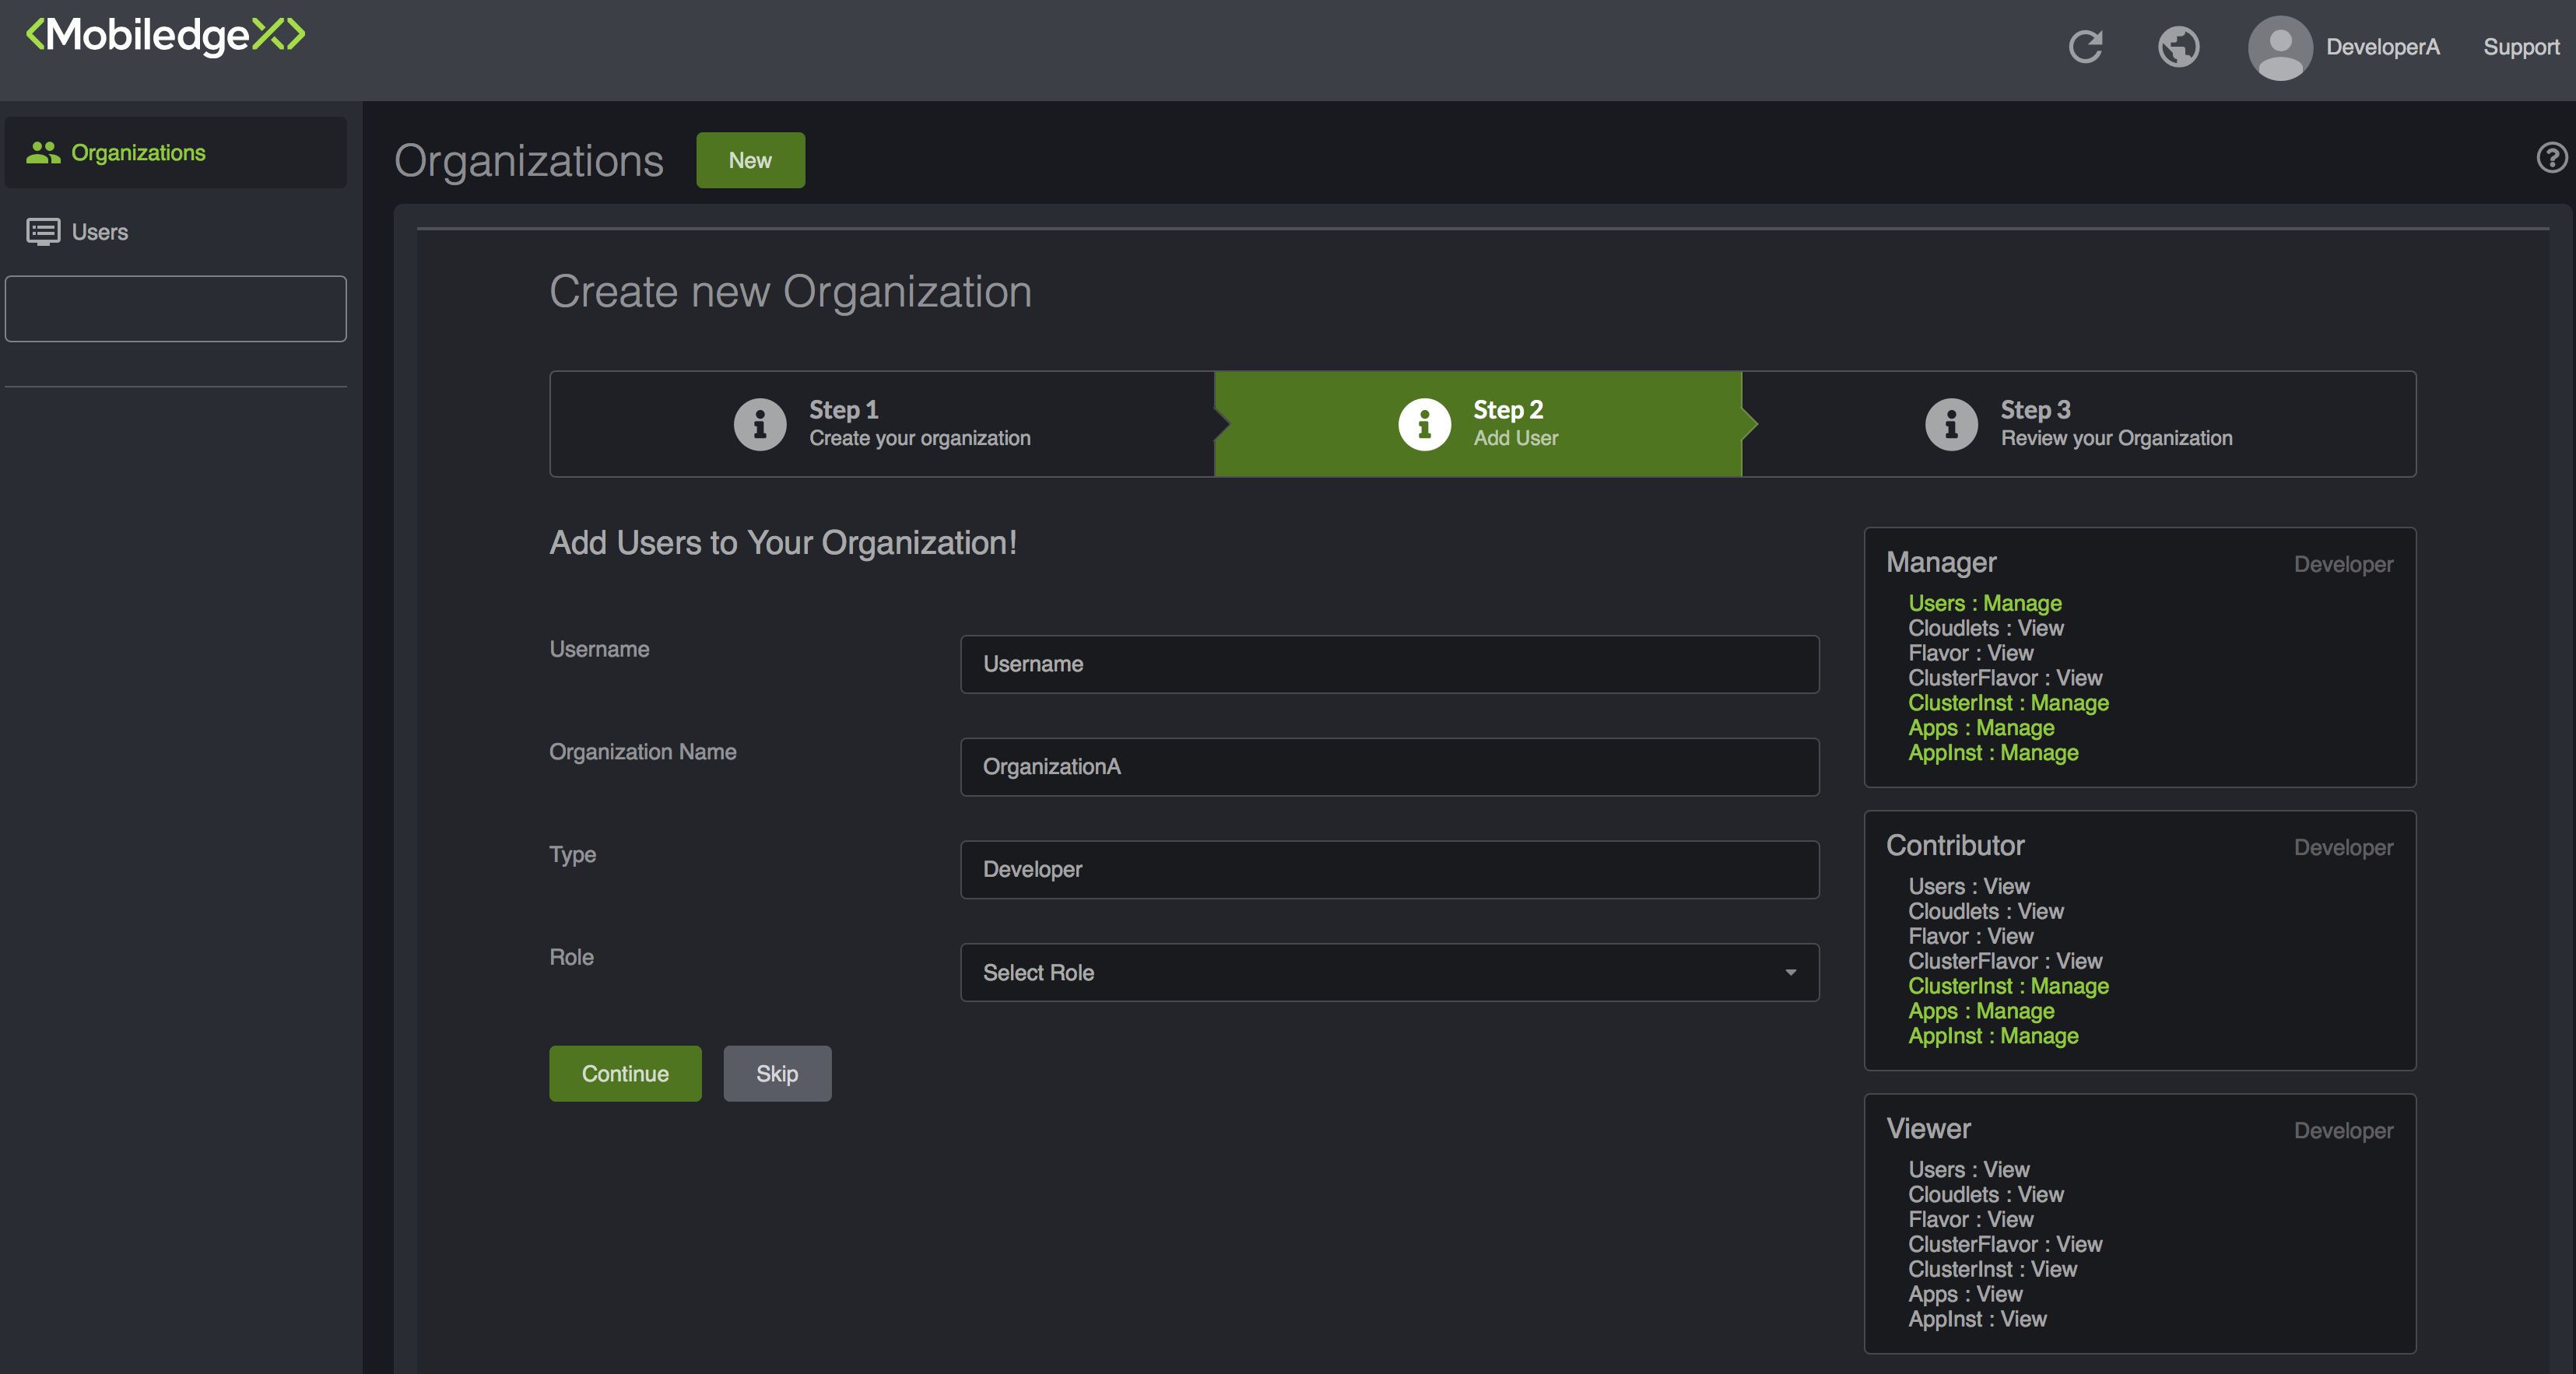 <MobiledgeX>
DeveloperA
Support
Organizations
Users
Organizations
New
Create new Organization
Step 1
Create your organization
Step 2
Add User
Step 3
Review your Organization
Add Users to Your Organization!
Username
Username
Organization Name
OrganizationA
Type
Developer
Role
Select Role
Continue
Skip
Manager
Developer
Users : Manage
Cloudlets : View
Flavor : View
ClusterFlavor : View
ClusterInst : Manage
Apps : Manage
AppInst : Manage
Contributor
Developer
Users : View
Cloudlets : View
Flavor : View
ClusterFlavor : View
ClusterInst : Manage
Apps : Manage
AppInst : Manage
Viewer
Developer
Users : View
Cloudlets : View
Flavor : View
ClusterFlavor : View
ClusterInst : View
Apps : View
AppInst : View